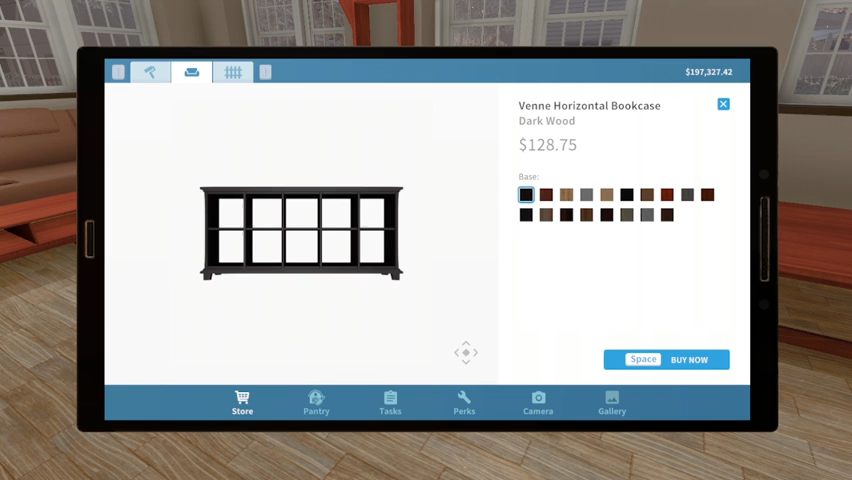 $197,327.42
Venne Horizontal Bookcase
Dark Wood
$128.75
Base:
Space BUY NOW
Store Pantry Tasks Perks Camera Gallery